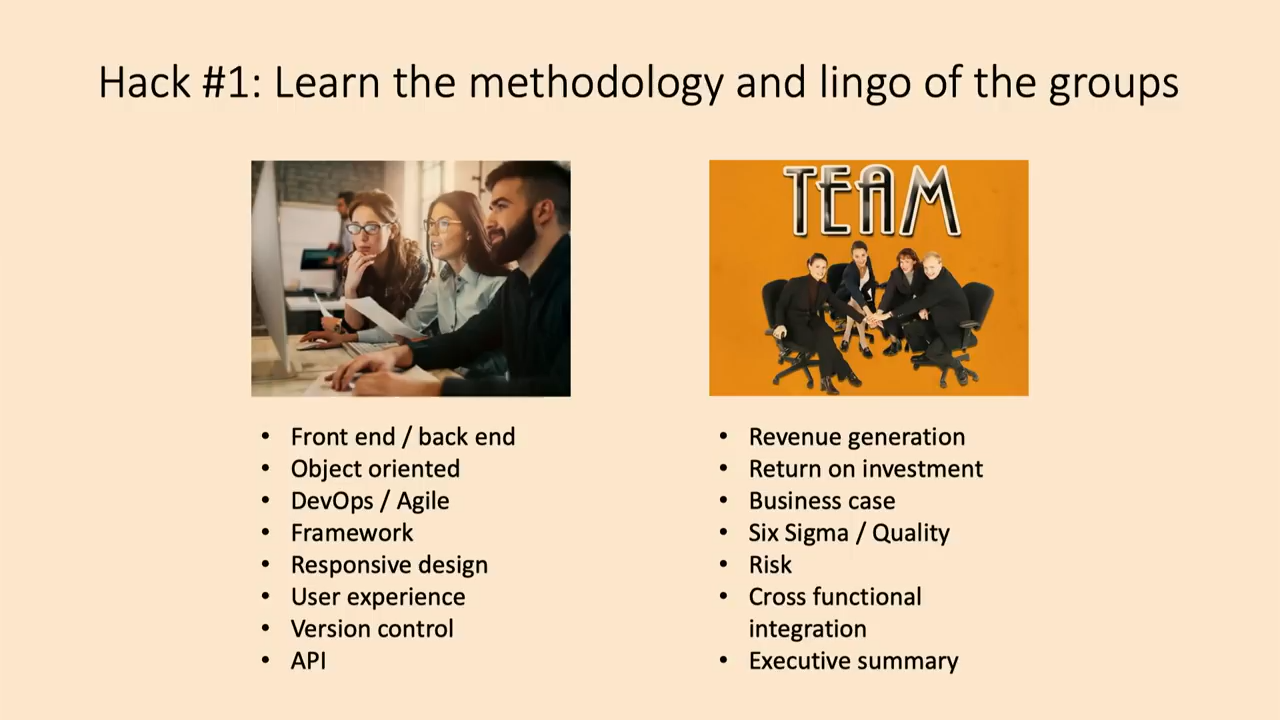 Hack #1: Learn the methodology and lingo of the groups
TEAM
• Front end / back end
• Object oriented
• DevOps / Agile
• Framework
• Responsive design
• User experience
• Version control
• API
• Revenue generation
• Return on investment
• Business case
• Six Sigma / Quality
• Risk
• Cross functional
integration
• Executive summary